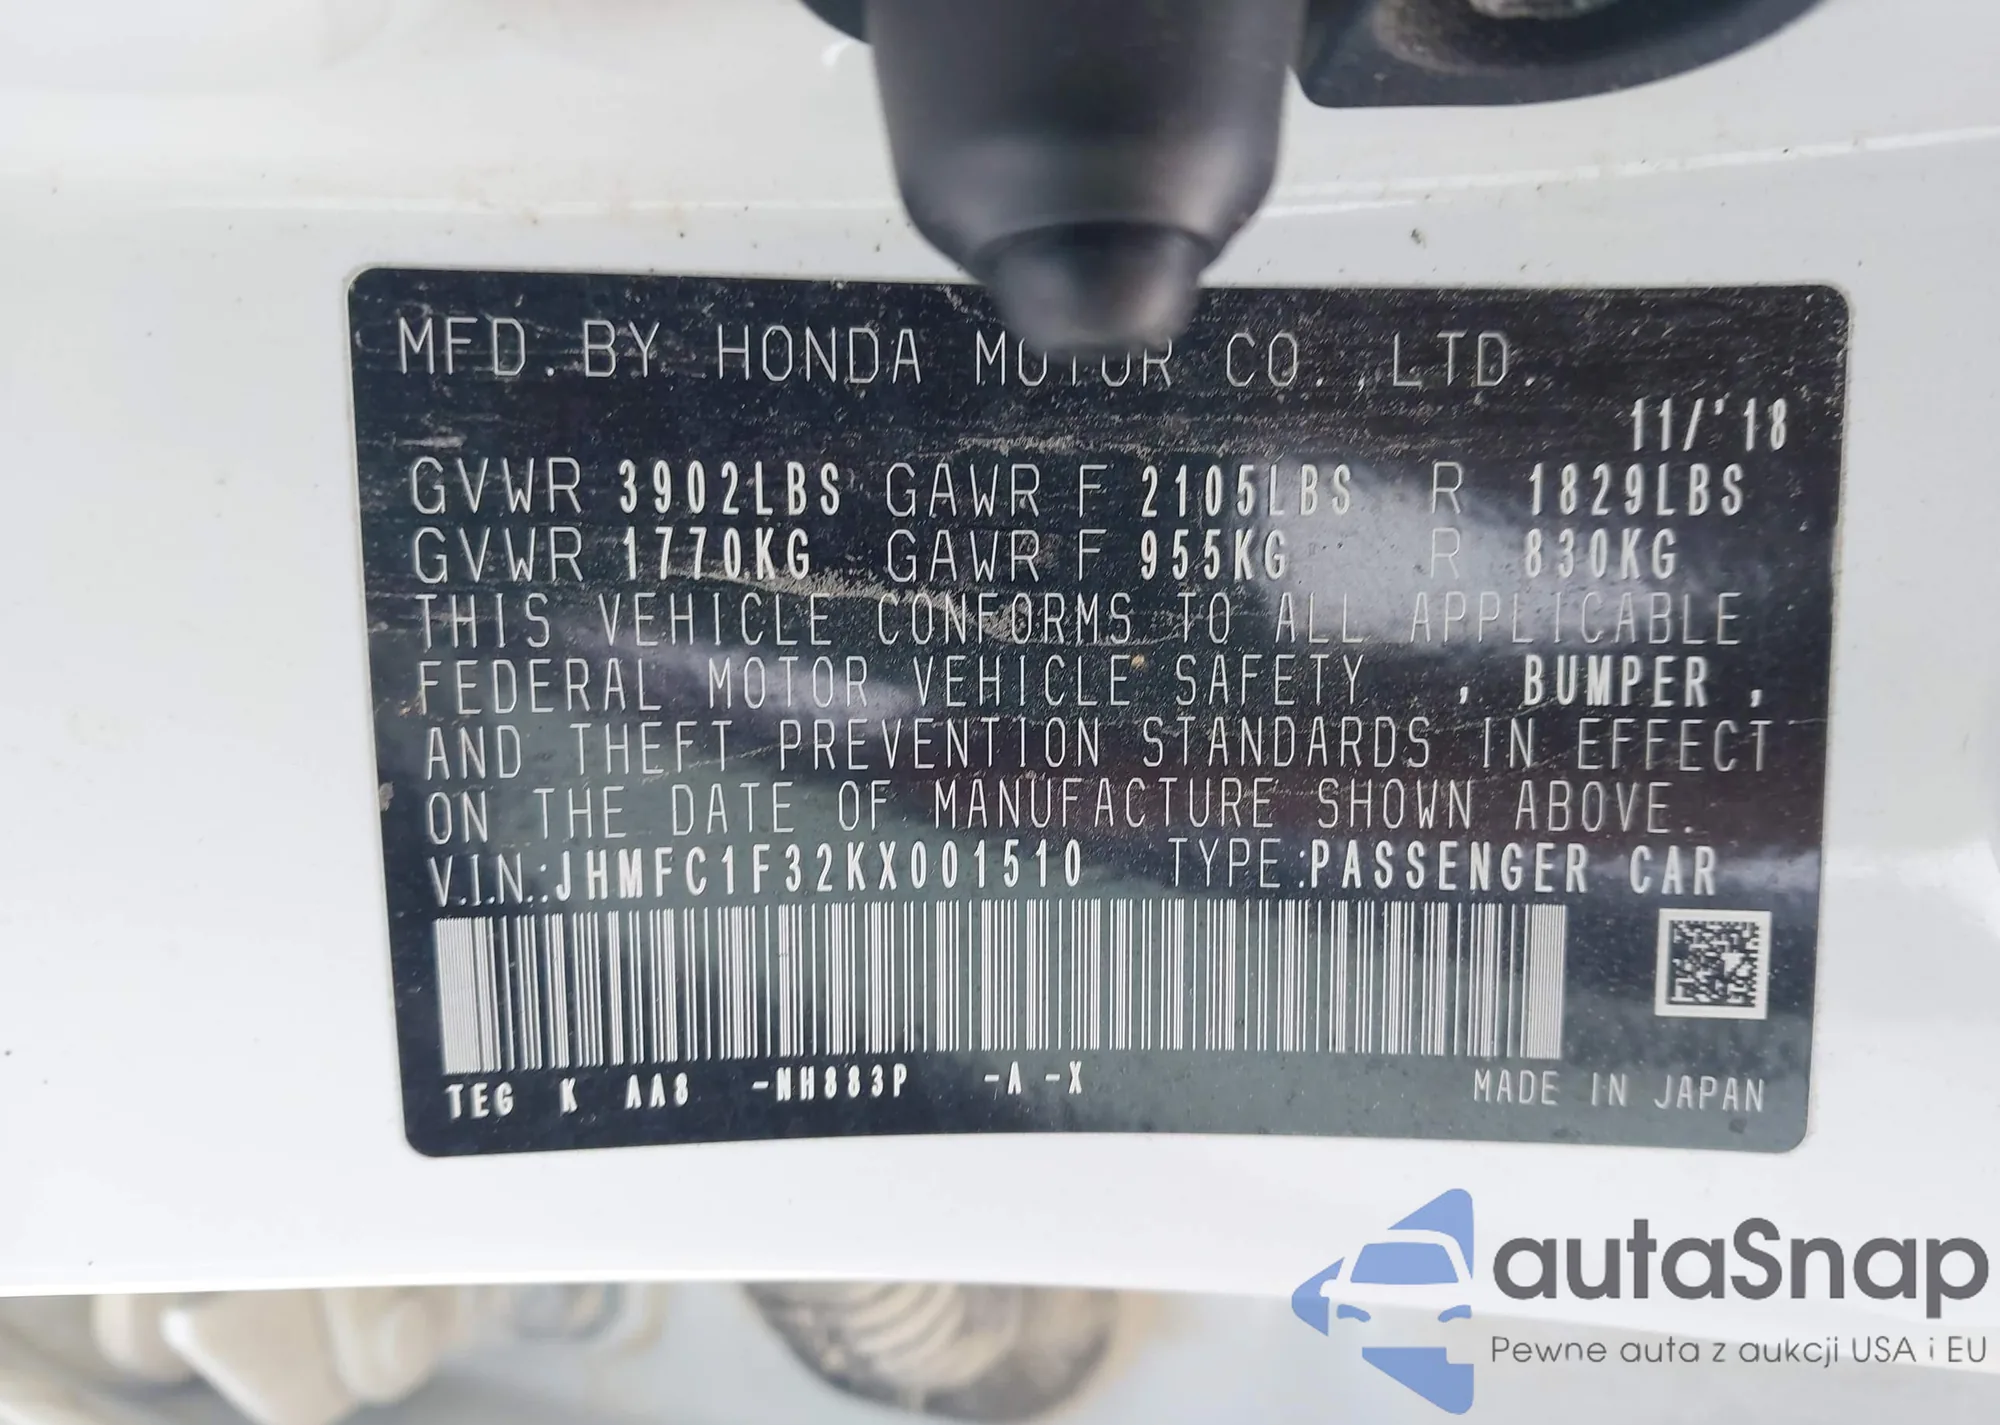 MFD. BY HONDA MOTOR CO., LTD.
11/'18
GVWR 3902LBS GAWR F 2105LBS R 1829LBS
GVWR 1770KG GAWR F 955KG R 830KG
THIS VEHICLE CONFORMS TO ALL APPLICABLE
FEDERAL MOTOR VEHICLE SAFETY , BUMPER ,
AND THEFT PREVENTION STANDARDS IN EFFECT
ON THE DATE OF MANUFACTURE SHOWN ABOVE.
V.I.N.:JHMFC1F32KX001510 TYPE:PASSENGER CAR
TEG K AA8 -NH883P -A -X MADE IN JAPAN
autaSnap
Pewne auta z aukcji USA i EU